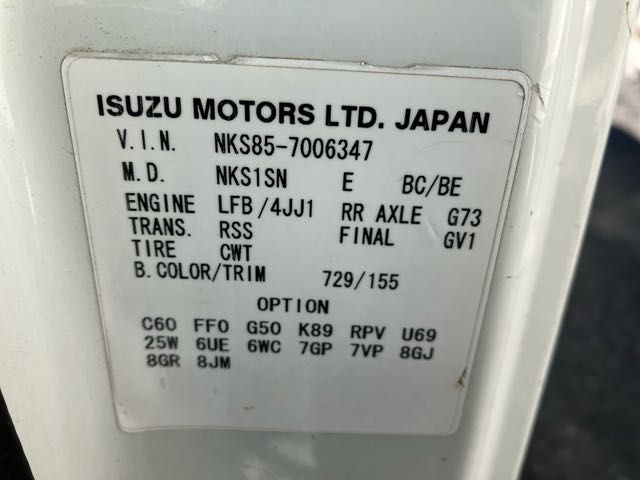 ISUZU MOTORS LTD. JAPAN
V.I.N. NKS85-7006347
M.D. NKS1SN E BC/BE
ENGINE LFB/4JJ1 RR AXLE G73
TRANS. RSS FINAL GV1
TIRE CWT
B.COLOR/TRIM 729/155
OPTION
C60 FF0 G50 K89 RPV U69
25W 6UE 6WC 7GP 7VP 8GJ
8GR 8JM